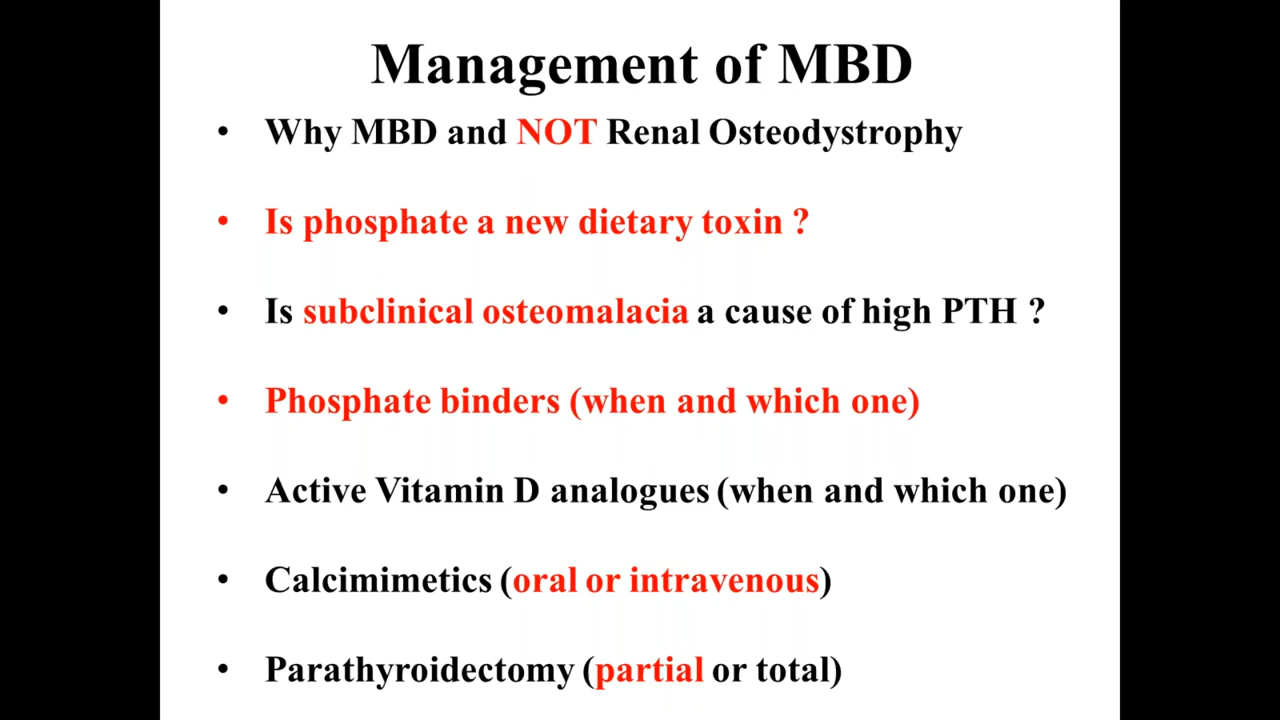 Management of MBD
• Why MBD and NOT Renal Osteodystrophy
• Is phosphate a new dietary toxin ?
• Is subclinical osteomalacia a cause of high PTH ?
• Phosphate binders (when and which one)
• Active Vitamin D analogues (when and which one)
• Calcimimetics (oral or intravenous)
• Parathyroidectomy (partial or total)